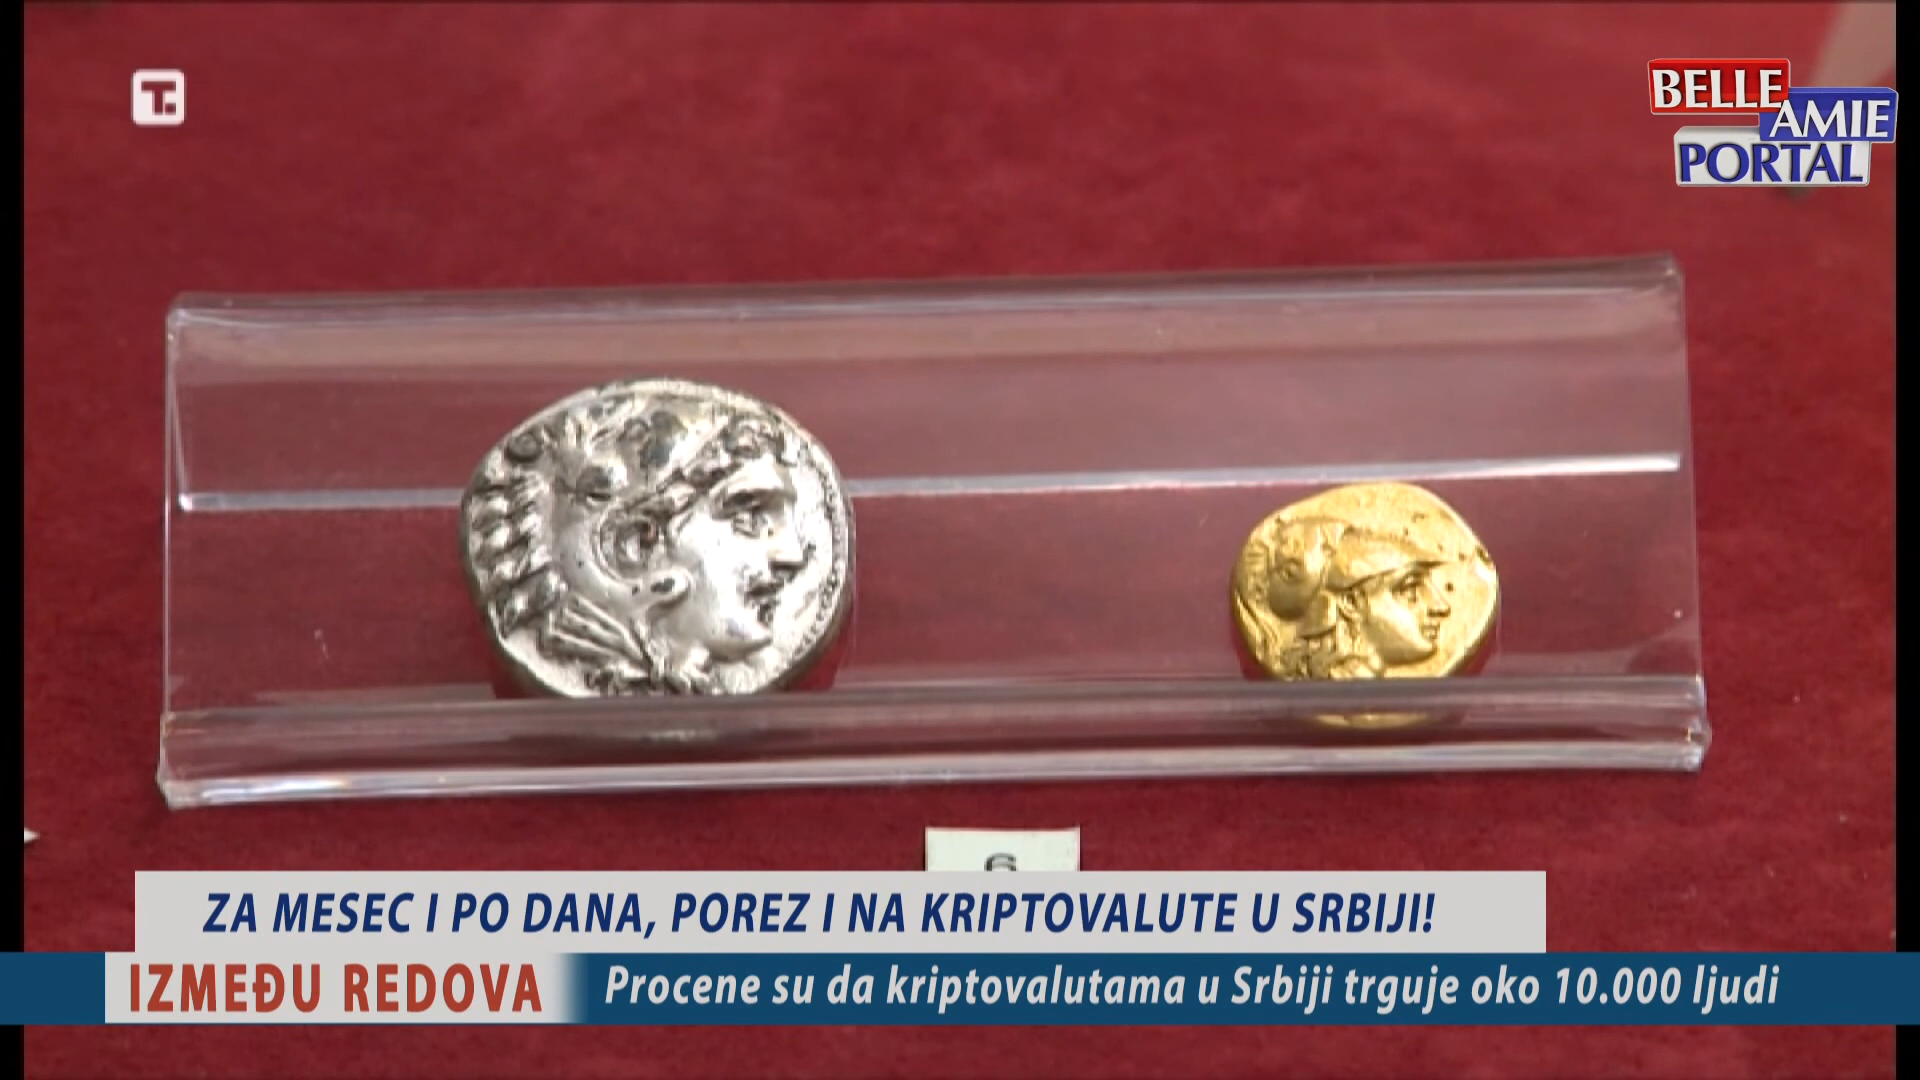 T.
BELLE
AMIE
PORTAL
6
ZA MESEC I PO DANA, POREZ I NA KRIPTOVALUTE U SRBIJI!
IZMEĐU REDOVA
Procene su da kriptovalutama u Srbiji trguje oko 10.000 ljudi